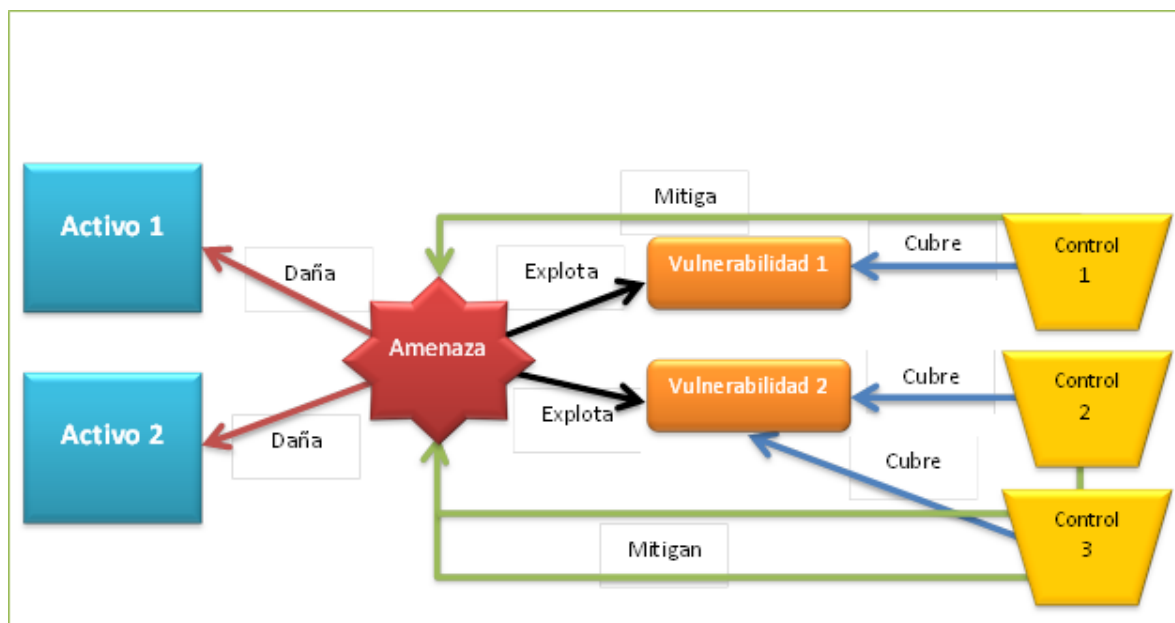 Mitiga
Activo 1
Daña
Explota
Vulnerabilidad 1
Cubre
Control
1
Amenaza
Activo 2
Daña
Explota
Vulnerabilidad 2
Cubre
Control
2
Cubre
Mitigan
Control
3